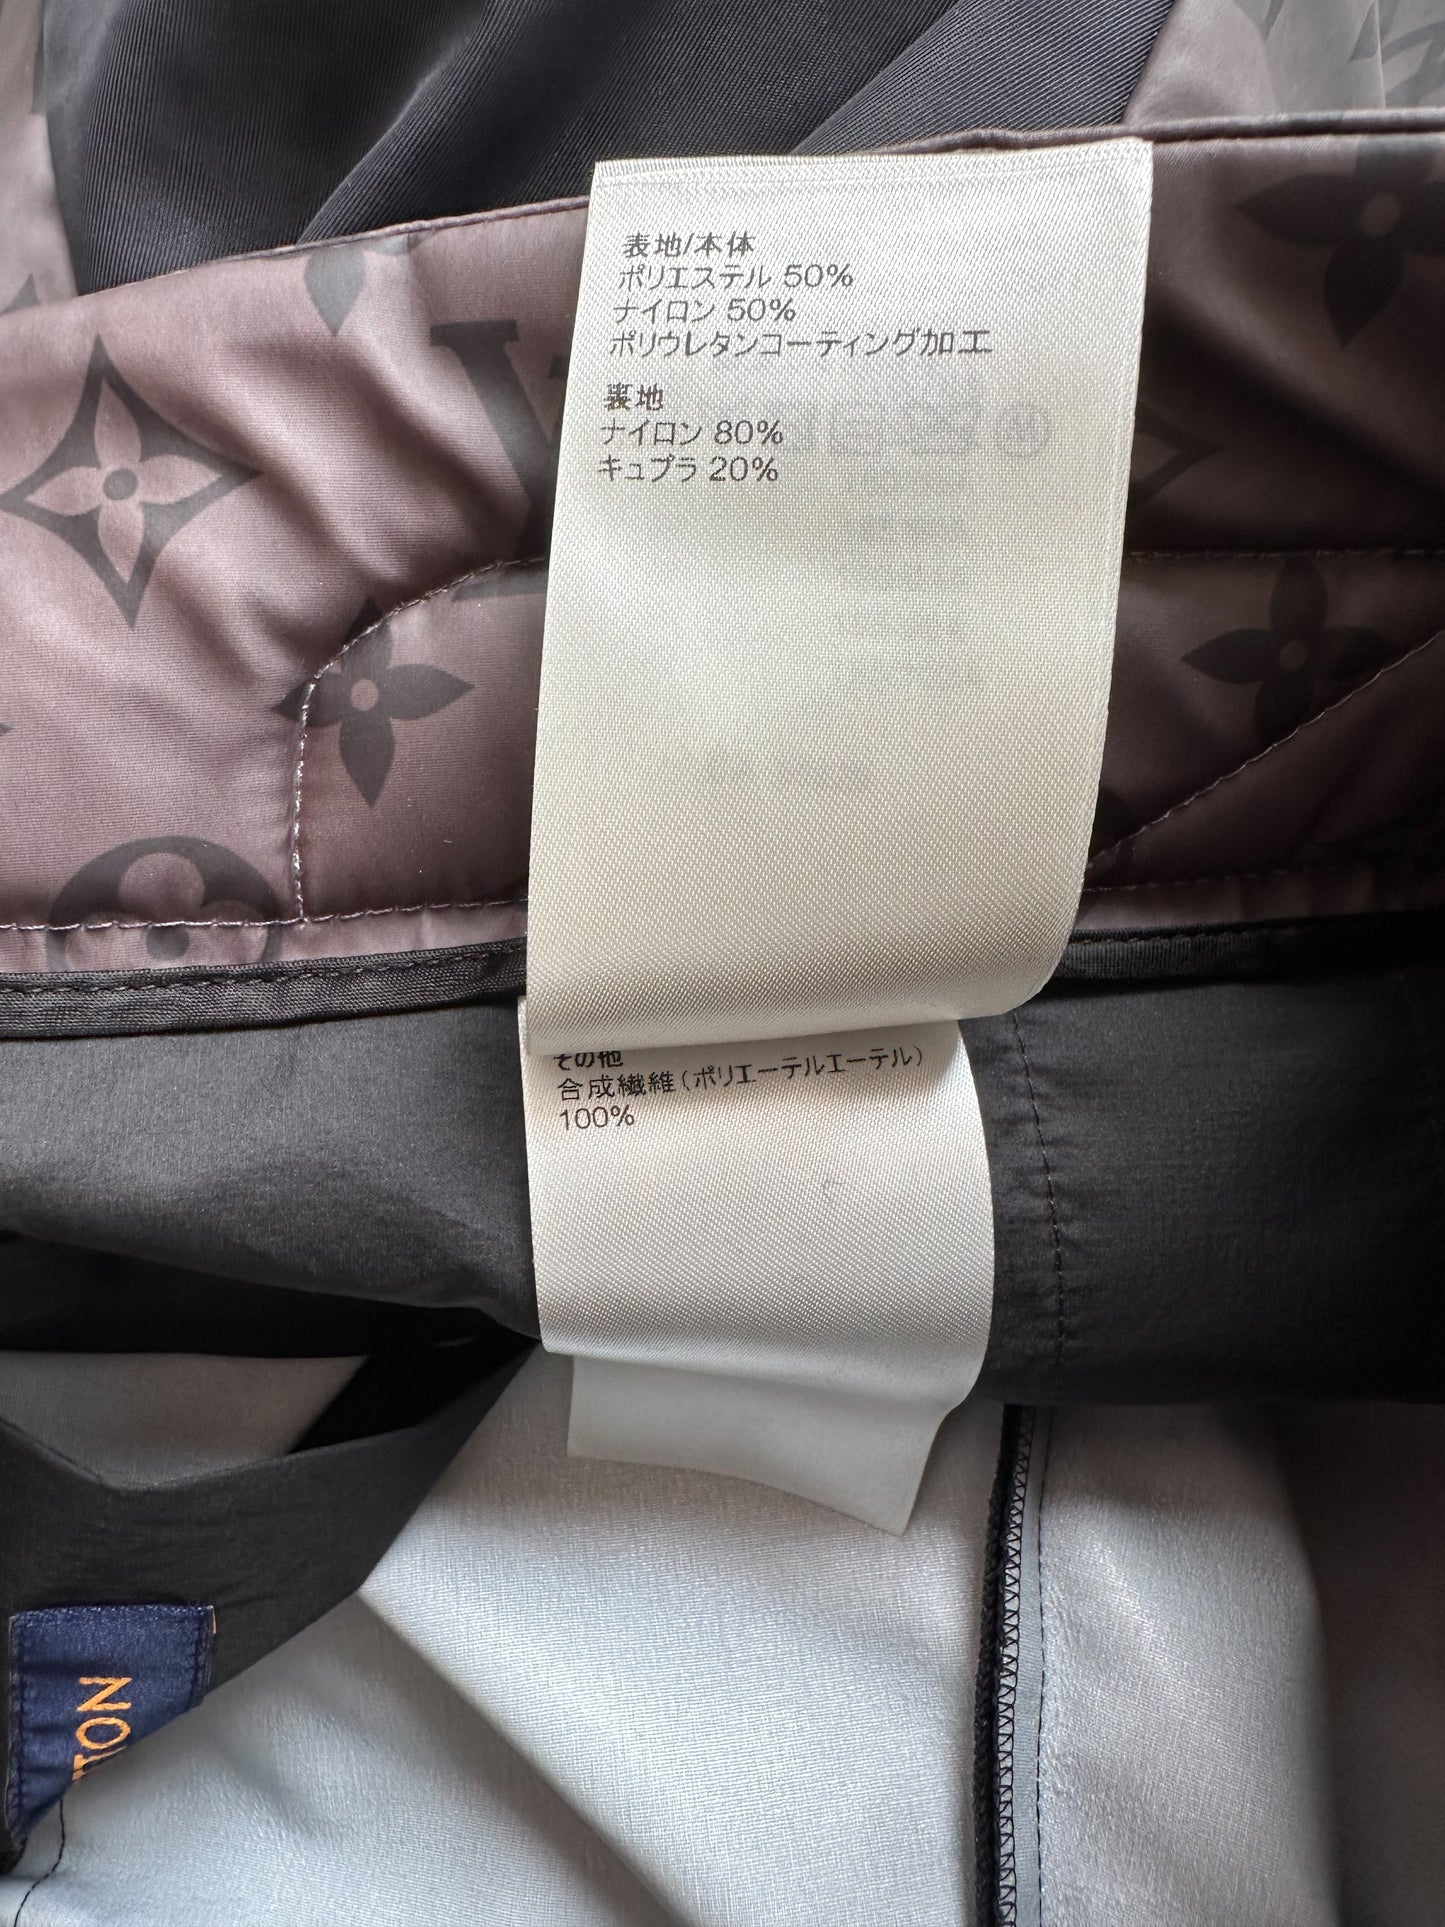 表地/本体
ポリエステル 50%
ナイロン 50%
ポリウレタンコーティング加工
表地
ナイロン 80%
キュプラ 20%
その他
合成繊維(ポリエーテルエーテル)
100%
TON